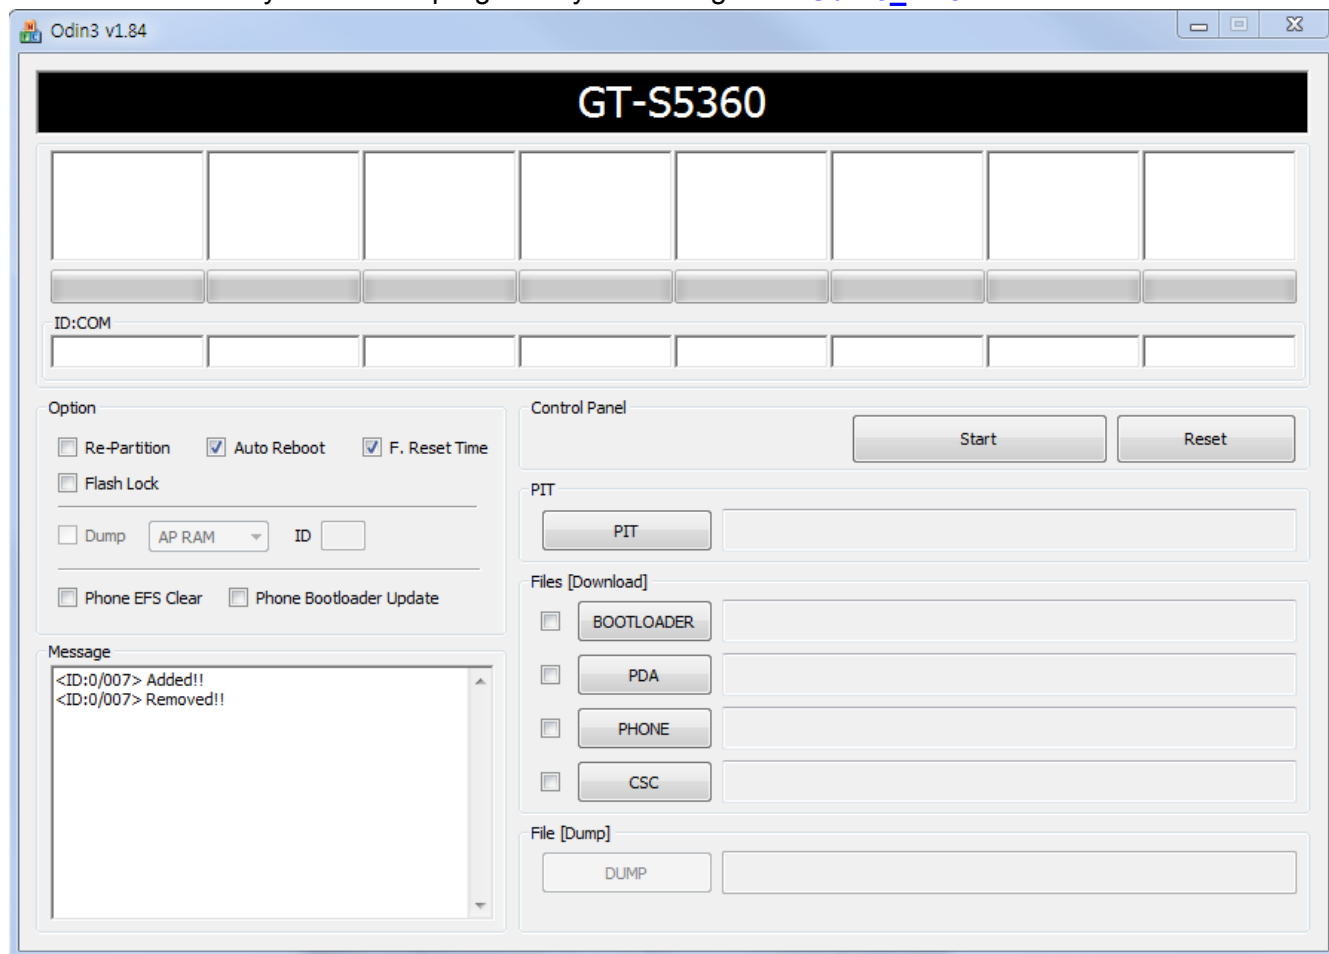 Odin3 v1.84
GT-S5360
ID:COM
Option
Re-Partition Auto Reboot F. Reset Time
Flash Lock
Dump AP RAM ID
Phone EFS Clear Phone Bootloader Update
Message
<ID:0/007> Added!!
<ID:0/007> Removed!!
Control Panel
Start Reset
PIT
PIT
Files [Download]
BOOTLOADER
PDA
PHONE
CSC
File [Dump]
DUMP